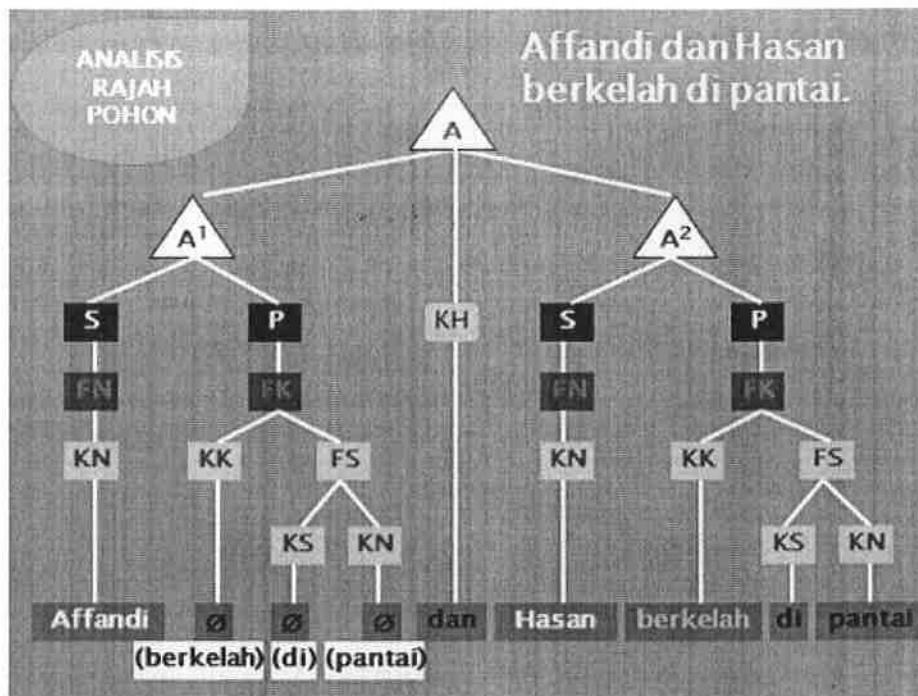 ANALISIS
RAJAH
POHON
Affandi dan Hasan
berkelah di pantai.
A
A¹ A²
S P KH S P
FN FK FN FK
KN KK FS KN KK FS
KS KN KS KN
Affandi Ø Ø Ø dan Hasan berkelah di pantai
(berkelah) (di) (pantai)